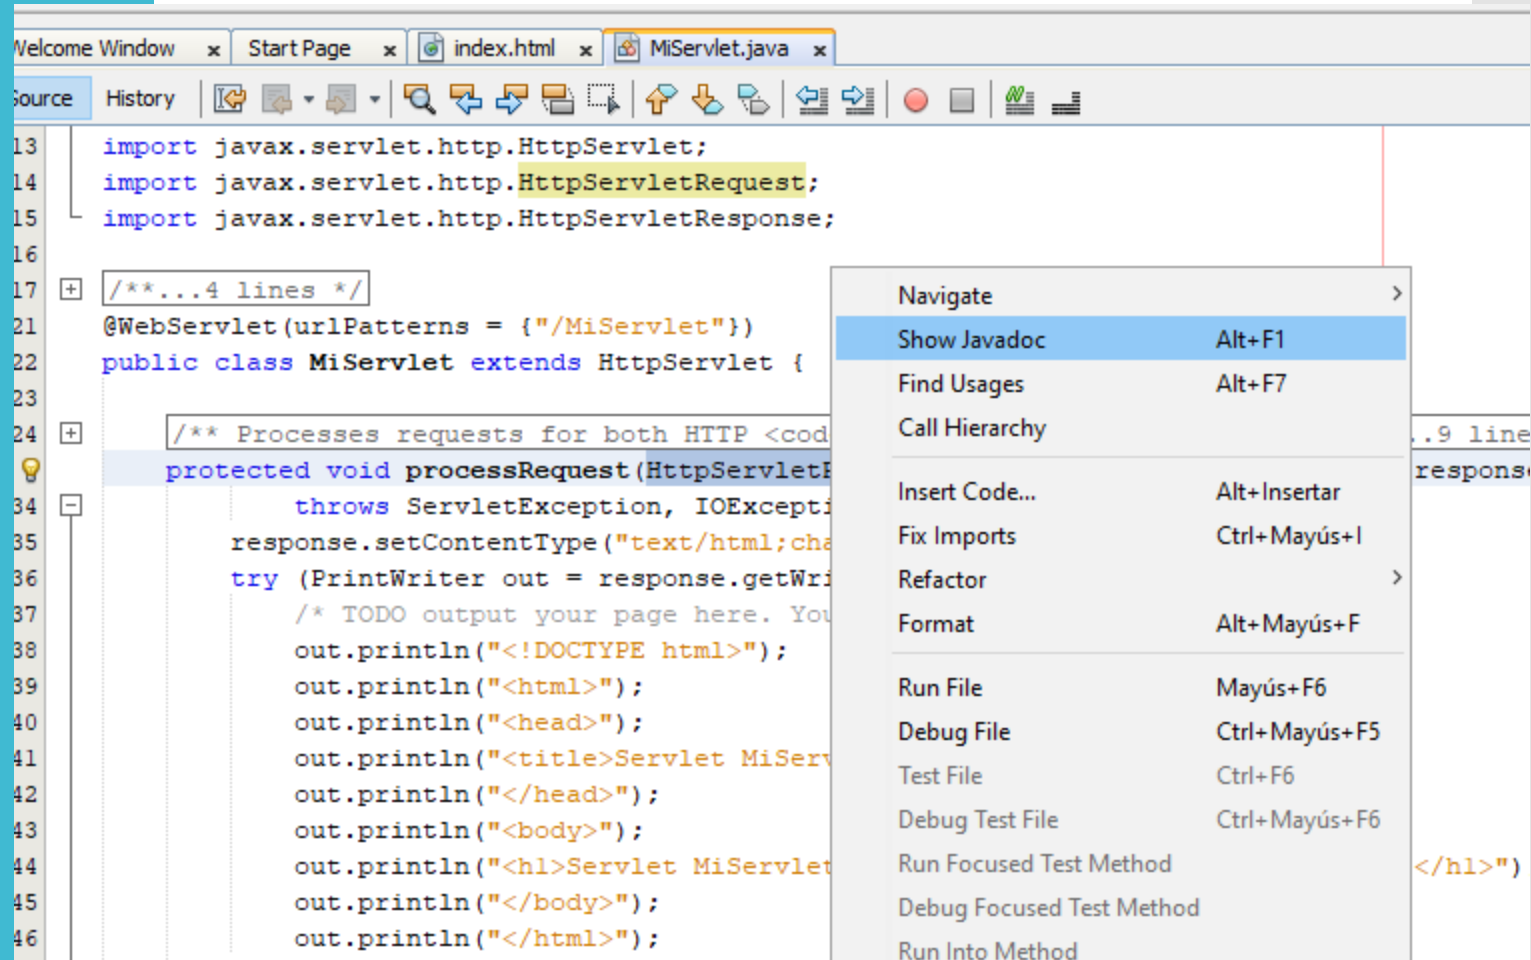 Welcome Window x Start Page x index.html x MiServlet.java x
Source History
13 import javax.servlet.http.HttpServlet;
14 import javax.servlet.http.HttpServletRequest;
15 import javax.servlet.http.HttpServletResponse;
16
17 /**...4 lines */
21 @WebServlet(urlPatterns = {"/MiServlet"})
22 public class MiServlet extends HttpServlet {
23
24 /** Processes requests for both HTTP <cod ..9 line
protected void processRequest(HttpServletR respons
34 throws ServletException, IOExcepti
35 response.setContentType("text/html;cha
36 try (PrintWriter out = response.getWri
37 /* TODO output your page here. You
38 out.println("<!DOCTYPE html>");
39 out.println("<html>");
40 out.println("<head>");
41 out.println("<title>Servlet MiServ
42 out.println("</head>");
43 out.println("<body>");
44 out.println("<h1>Servlet MiServlet </h1>")
45 out.println("</body>");
46 out.println("</html>");
Navigate
Show Javadoc Alt+F1
Find Usages Alt+F7
Call Hierarchy
Insert Code... Alt+Insertar
Fix Imports Ctrl+Mayús+I
Refactor
Format Alt+Mayús+F
Run File Mayús+F6
Debug File Ctrl+Mayús+F5
Test File Ctrl+F6
Debug Test File Ctrl+Mayús+F6
Run Focused Test Method
Debug Focused Test Method
Run Into Method